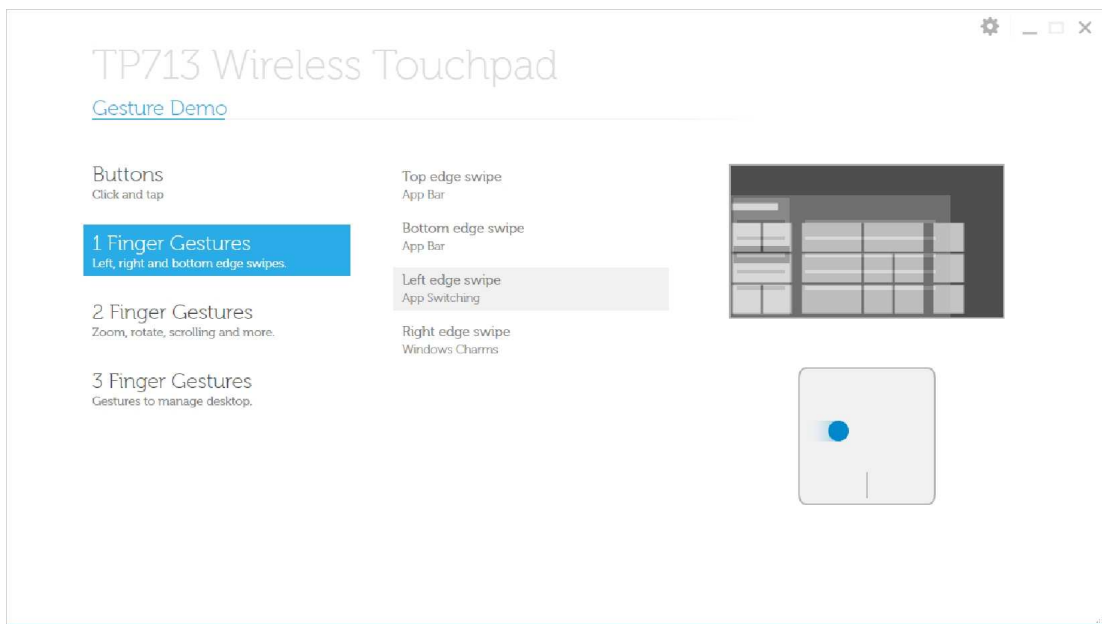 TP713 Wireless Touchpad
Gesture Demo
Buttons
Click and tap
1 Finger Gestures
Left, right and bottom edge swipes.
2 Finger Gestures
Zoom, rotate, scrolling and more.
3 Finger Gestures
Gestures to manage desktop.
Top edge swipe
App Bar
Bottom edge swipe
App Bar
Left edge swipe
App Switching
Right edge swipe
Windows Charms